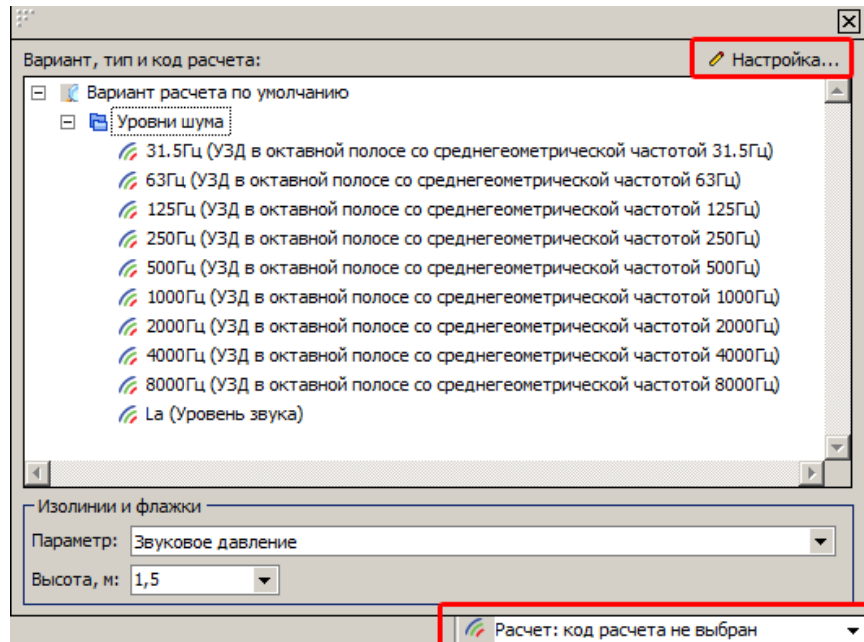 Вариант, тип и код расчета:
Настройка...
Вариант расчета по умолчанию
Уровни шума
31.5Гц (УЗД в октавной полосе со среднегеометрической частотой 31.5Гц)
63Гц (УЗД в октавной полосе со среднегеометрической частотой 63Гц)
125Гц (УЗД в октавной полосе со среднегеометрической частотой 125Гц)
250Гц (УЗД в октавной полосе со среднегеометрической частотой 250Гц)
500Гц (УЗД в октавной полосе со среднегеометрической частотой 500Гц)
1000Гц (УЗД в октавной полосе со среднегеометрической частотой 1000Гц)
2000Гц (УЗД в октавной полосе со среднегеометрической частотой 2000Гц)
4000Гц (УЗД в октавной полосе со среднегеометрической частотой 4000Гц)
8000Гц (УЗД в октавной полосе со среднегеометрической частотой 8000Гц)
La (Уровень звука)
Изолинии и флажки
Параметр: Звуковое давление
Высота, м: 1,5
Расчет: код расчета не выбран